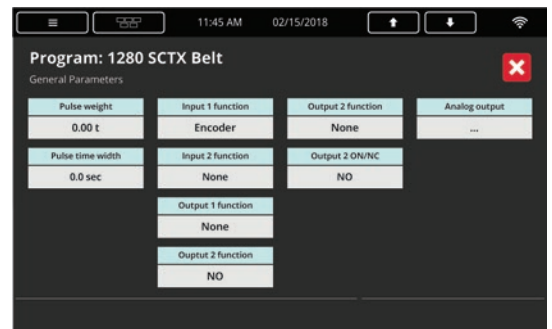 11:45 AM 02/15/2018
Program: 1280 SCTX Belt
General Parameters
Pulse weight Input 1 function Output 2 function Analog output
0.00 t Encoder None ...
Pulse time width Input 2 function Output 2 ON/NC
0.0 sec None NO
Output 1 function
None
Ouptut 2 function
NO